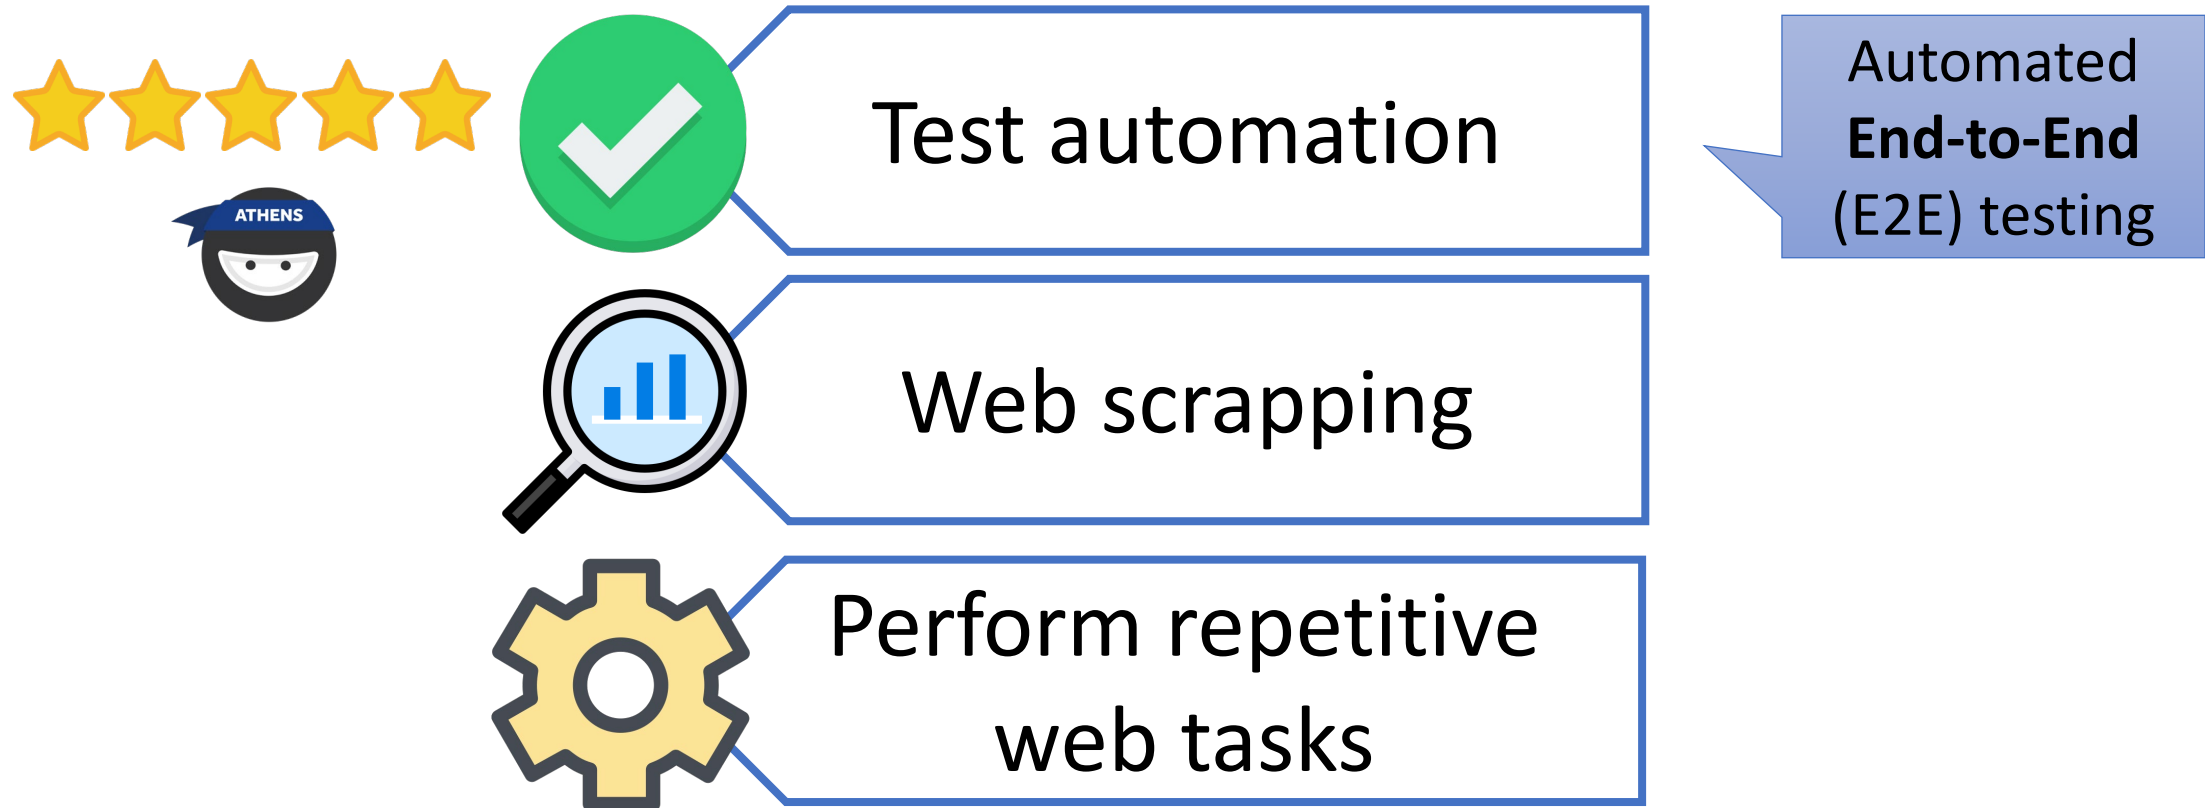 ATHENS
Test automation
Automated
End-to-End
(E2E) testing
Web scrapping
Perform repetitive
web tasks